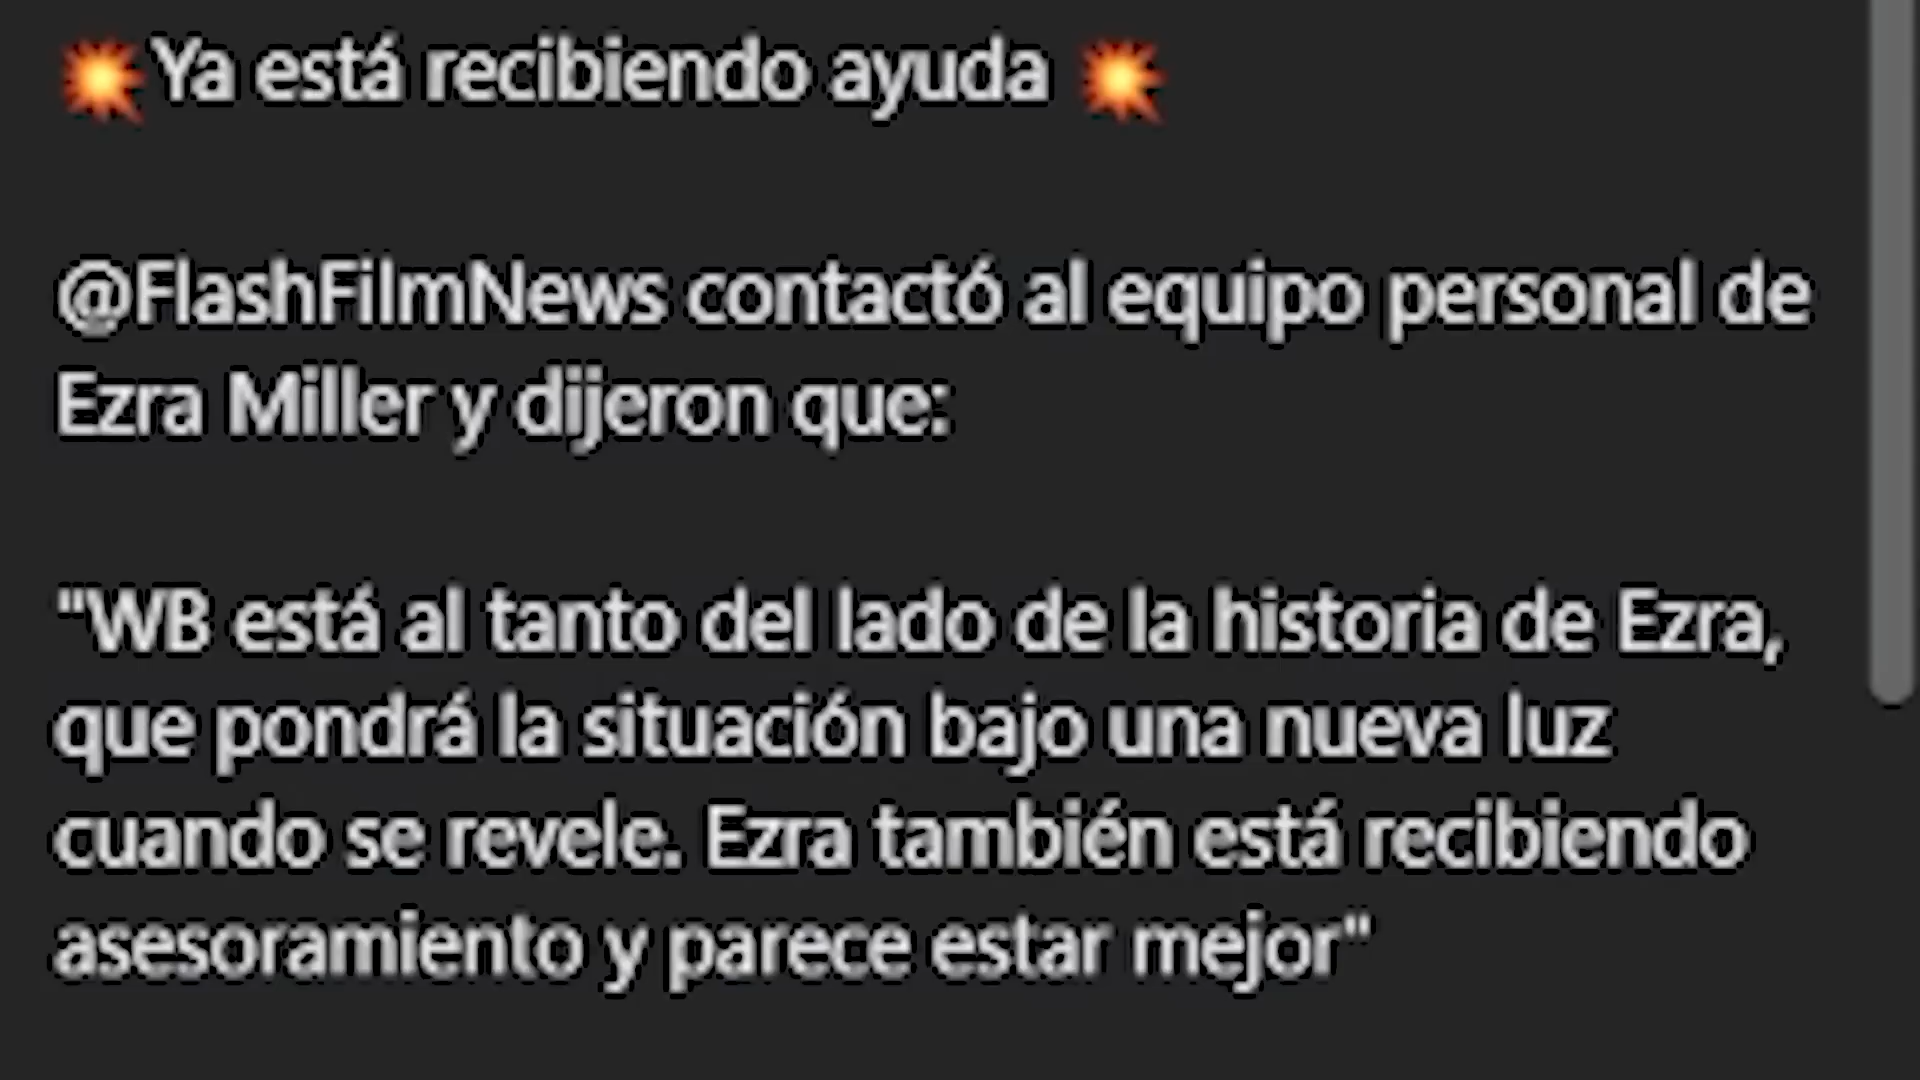 💥Ya está recibiendo ayuda 💥
@FlashFilmNews contactó al equipo personal de
Ezra Miller y dijeron que:
"WB está al tanto del lado de la historia de Ezra,
que pondrá la situación bajo una nueva luz
cuando se revele. Ezra también está recibiendo
asesoramiento y parece estar mejor"